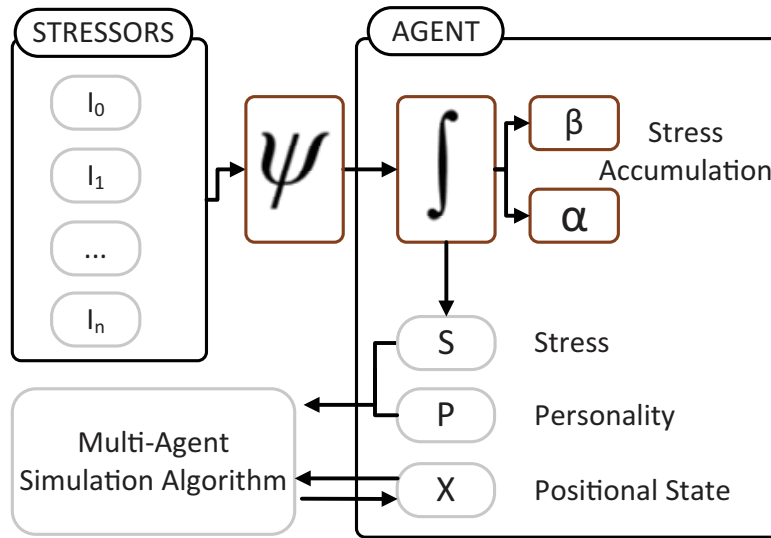 STRESSORS
I₀
I₁
...
Iₙ
ψ
AGENT
∫
β
α
Stress
Accumulation
S
Stress
P
Personality
X
Positional State
Multi-Agent
Simulation Algorithm